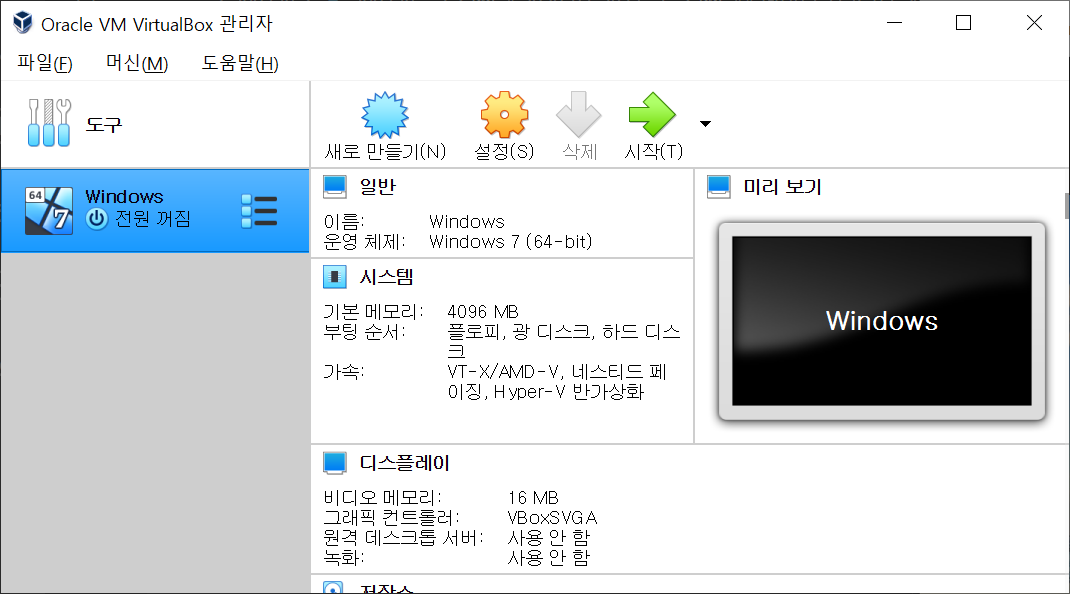 Oracle VM VirtualBox 관리자
파일(F) 머신(M) 도움말(H)
도구
새로 만들기(N) 설정(S) 삭제 시작(T)
64
7
Windows
전원 꺼짐
일반
이름: Windows
운영 체제: Windows 7 (64-bit)
시스템
기본 메모리: 4096 MB
부팅 순서: 플로피, 광 디스크, 하드 디스
크
가속: VT-X/AMD-V, 네스티드 페
이징, Hyper-V 반가상화
미리 보기
Windows
디스플레이
비디오 메모리: 16 MB
그래픽 컨트롤러: VBoxSVGA
원격 데스크톱 서버: 사용 안 함
녹화: 사용 안 함
저장소